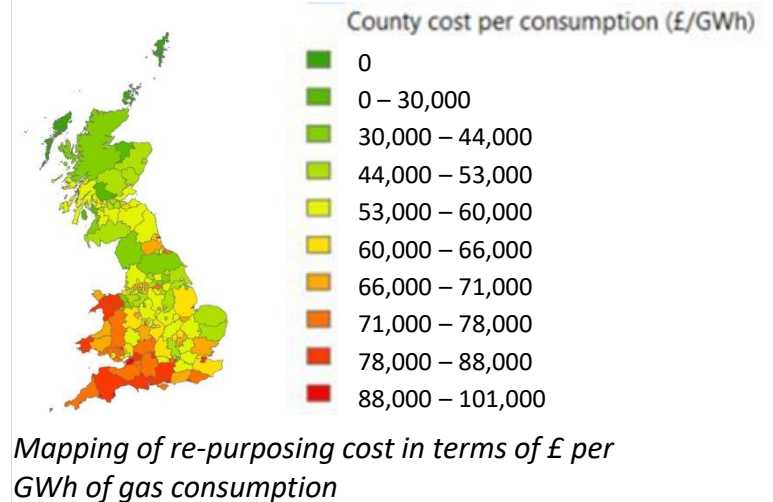 County cost per consumption (£/GWh)
0
0 – 30,000
30,000 – 44,000
44,000 – 53,000
53,000 – 60,000
60,000 – 66,000
66,000 – 71,000
71,000 – 78,000
78,000 – 88,000
88,000 – 101,000
Mapping of re-purposing cost in terms of £ per
GWh of gas consumption